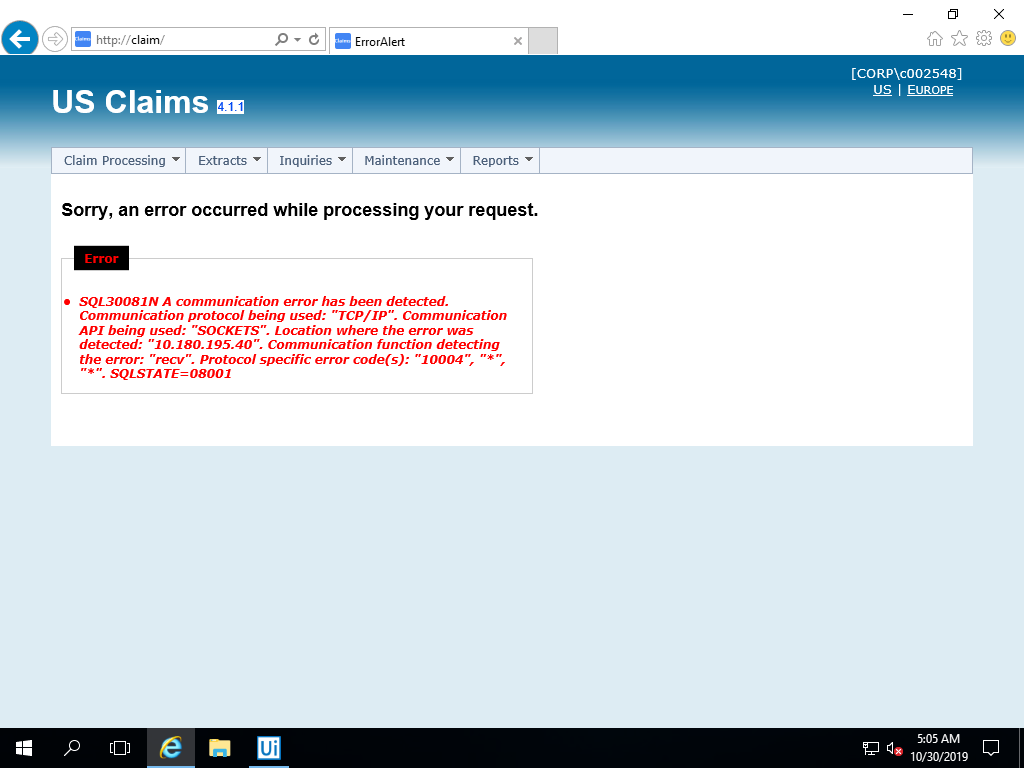 http://claim/
ErrorAlert
[CORP\c002548]
US | EUROPE
US Claims 4.1.1
Claim Processing Extracts Inquiries Maintenance Reports
Sorry, an error occurred while processing your request.
Error
SQL30081N A communication error has been detected.
Communication protocol being used: "TCP/IP". Communication
API being used: "SOCKETS". Location where the error was
detected: "10.180.195.40". Communication function detecting
the error: "recv". Protocol specific error code(s): "10004", "*",
"*". SQLSTATE=08001
Ui
5:05 AM
10/30/2019